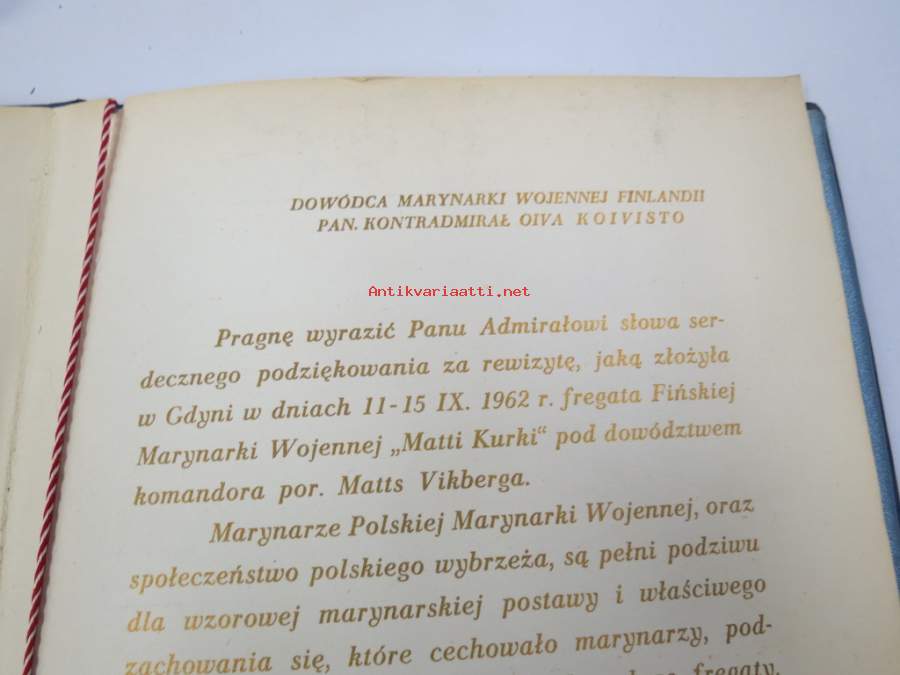 DOWÓDCA MARYNARKI WOJENNEJ FINLANDII
PAN. KONTRADMIRAŁ OIVA KOIVISTO
Antikvariaatti.net
Pragnę wyrazić Panu Admirałowi słowa ser-
decznego podziękowania za rewizytę, jaką złożyła
w Gdyni w dniach 11-15 IX. 1962 r. fregata Fińskiej
Marynarki Wojennej „Matti Kurki“ pod dowództwem
komandora por. Matts Vikberga.
Marynarze Polskiej Marynarki Wojennej, oraz
społeczeństwo polskiego wybrzeża, są pełni podziwu
dla wzorowej marynarskiej postawy i właściwego
zachowania się, które cechowało marynarzy, pod-
fregaty.